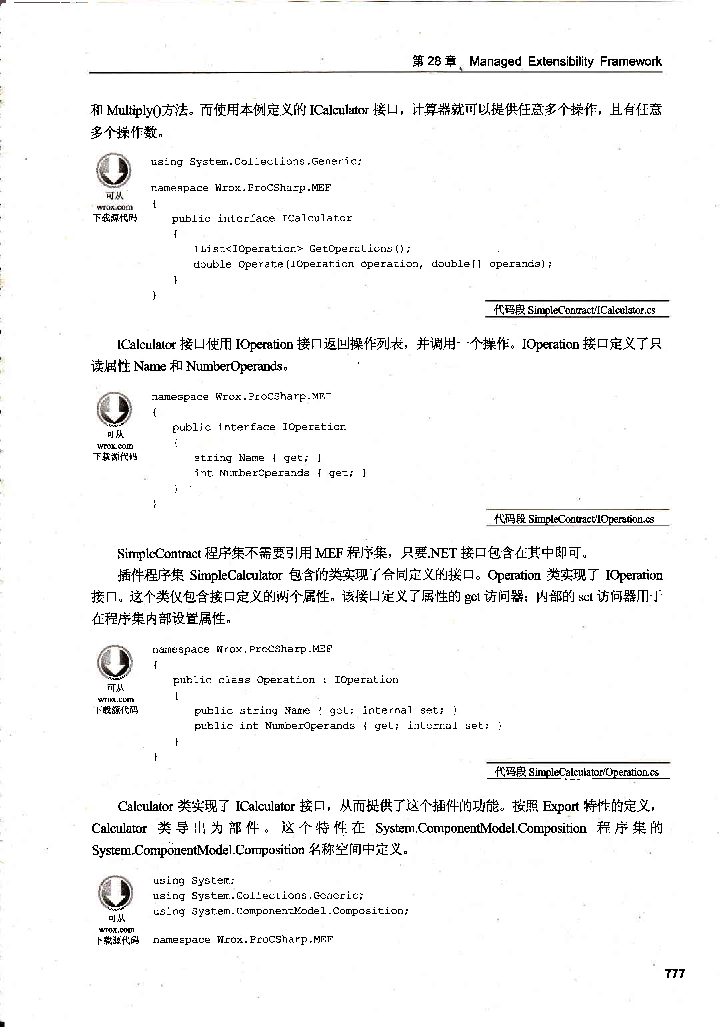 第 28 章 Managed Extensibility Framework
和 Multiply()方法。而使用本例定义的 ICalculator 接口，计算器就可以提供任意多个操作，且有任意
多个操作数。
可从
wrox.com
下载源代码
using System.Collections.Generic;
namespace Wrox.ProCSharp.MEF
{
public interface ICalculator
{
IList<IOperation> GetOperations();
double Operate(IOperation operation, double[] operands);
}
}
代码段 SimpleContract/ICalculator.cs
ICalculator 接口使用 IOperation 接口返回操作列表，并调用一个操作。IOperation 接口定义了只
读属性 Name 和 NumberOperands。
可从
wrox.com
下载源代码
namespace Wrox.ProCSharp.MEF
{
public interface IOperation
{
string Name { get; }
int NumberOperands { get; }
}
}
代码段 SimpleContract/IOperation.cs
SimpleContract 程序集不需要引用 MEF 程序集，只要.NET 接口包含在其中即可。
插件程序集 SimpleCalculator 包含的类实现了合同定义的接口。Operation 类实现了 IOperation
接口。这个类仅包含接口定义的两个属性。该接口定义了属性的 get 访问器；内部的 set 访问器用于
在程序集内部设置属性。
可从
wrox.com
下载源代码
namespace Wrox.ProCSharp.MEF
{
public class Operation : IOperation
{
public string Name { get; internal set; }
public int NumberOperands { get; internal set; }
}
}
代码段 SimpleCalculator/Operation.cs
Calculator 类实现了 ICalculator 接口，从而提供了这个插件的功能。按照 Export 特性的定义，
Calculator 类导出为部件。这个特性在 System.ComponentModel.Composition 程序集的
System.ComponentModel.Composition 名称空间中定义。
可从
wrox.com
下载源代码
using System;
using System.Collections.Generic;
using System.ComponentModel.Composition;
namespace Wrox.ProCSharp.MEF
777